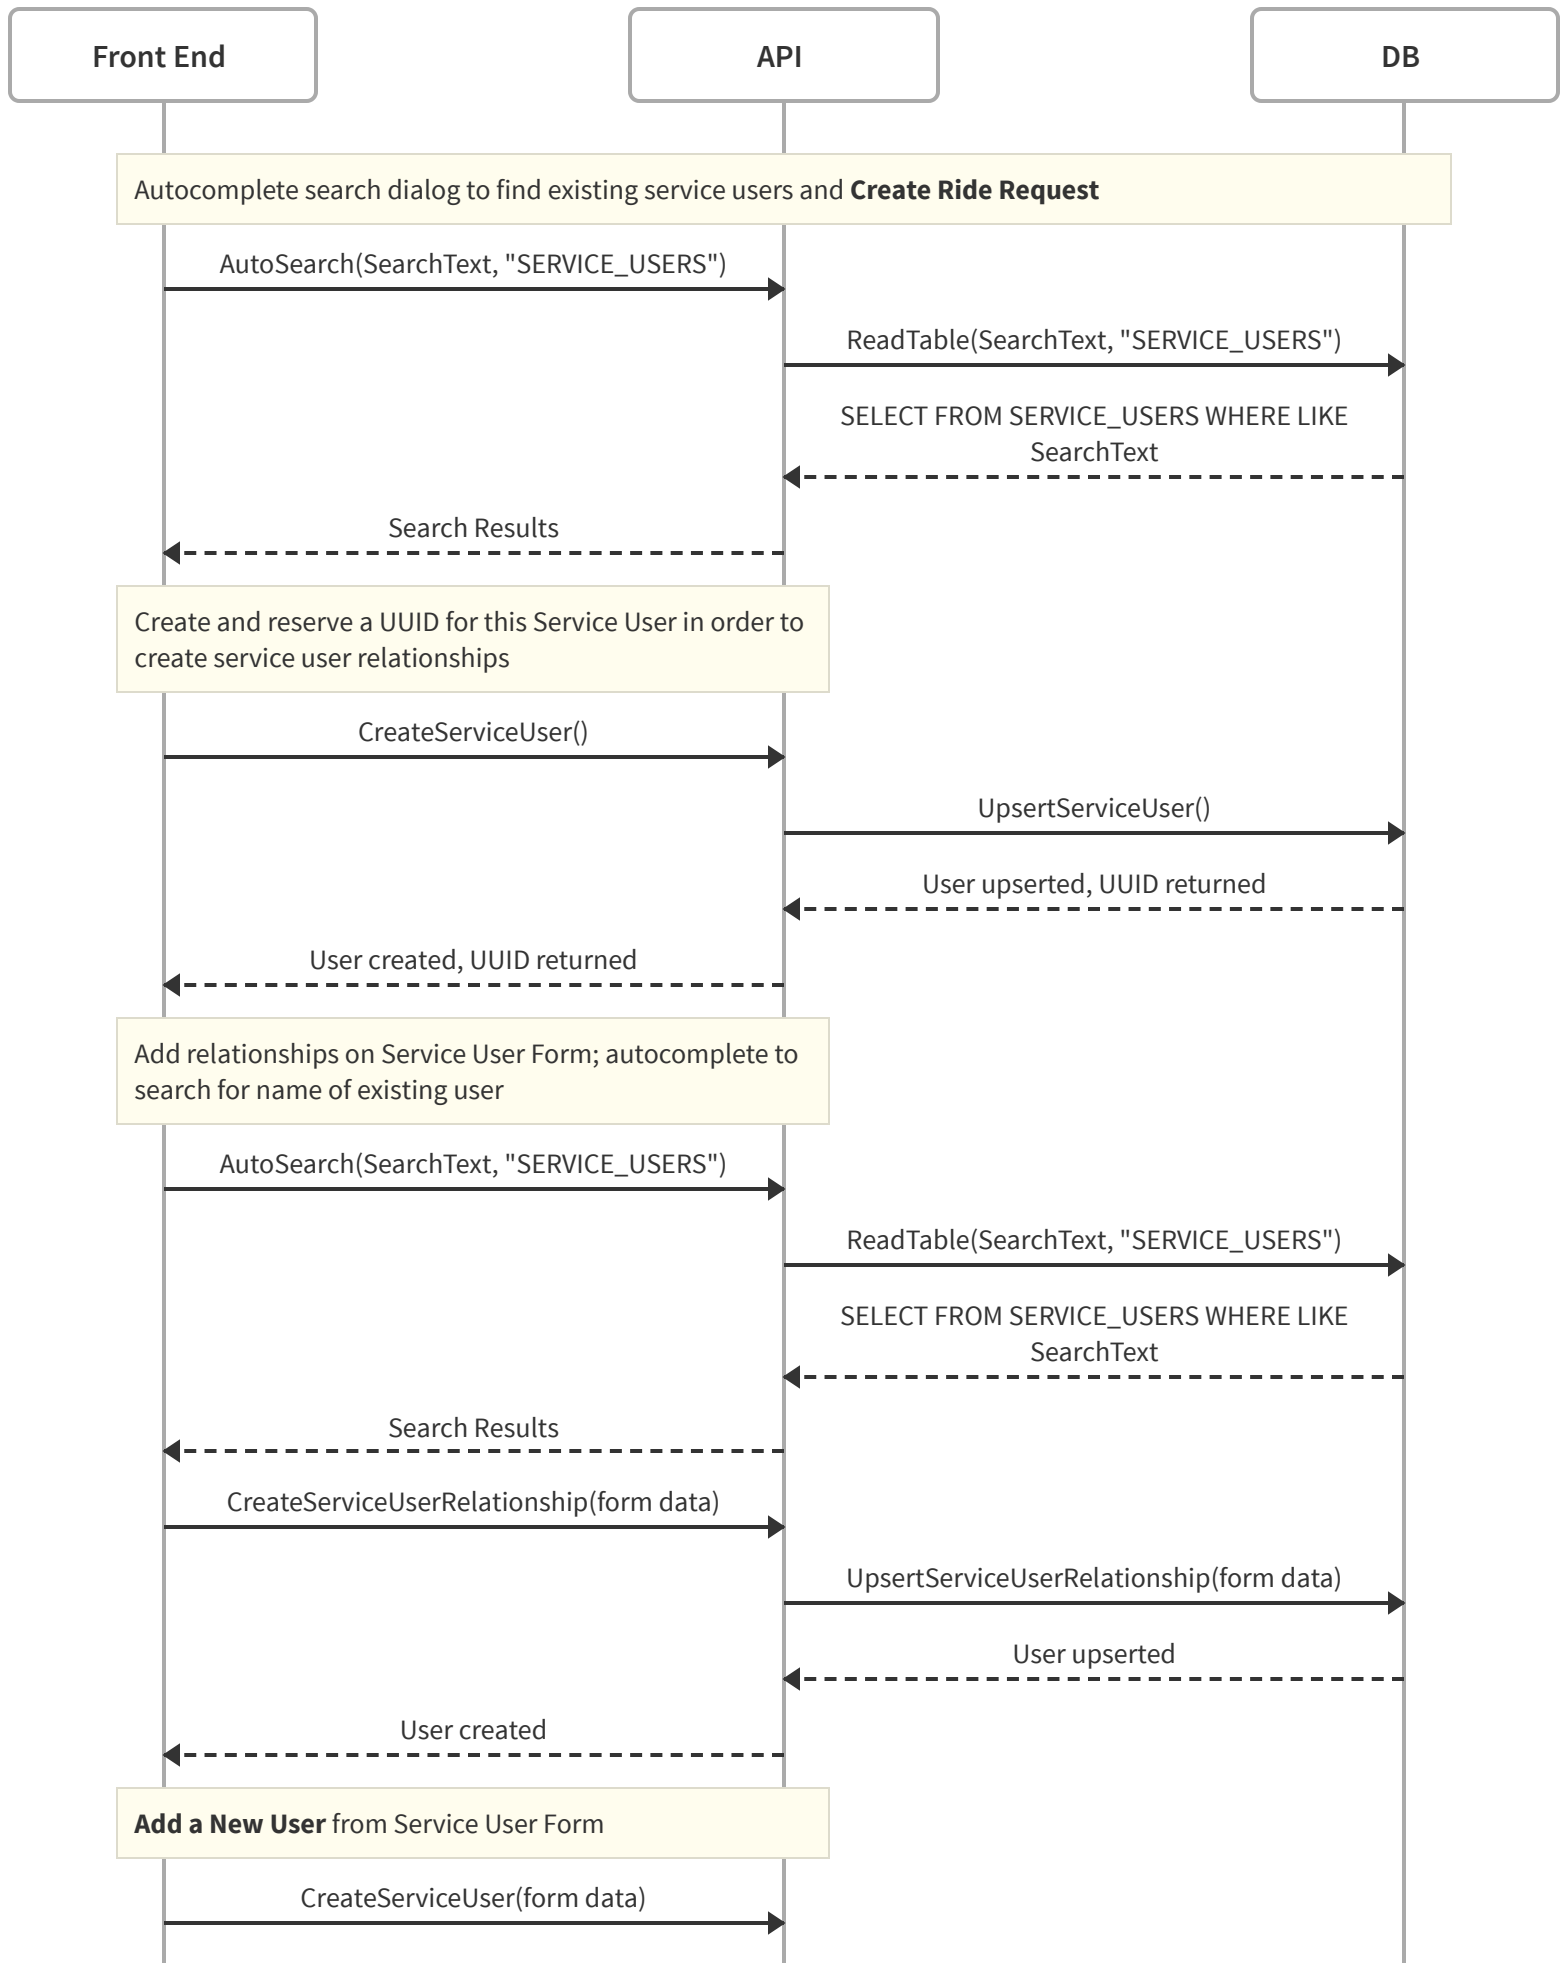 Front End
API
DB
Autocomplete search dialog to find existing service users and Create Ride Request
AutoSearch(SearchText, "SERVICE_USERS")
ReadTable(SearchText, "SERVICE_USERS")
SELECT FROM SERVICE_USERS WHERE LIKE
SearchText
Search Results
Create and reserve a UUID for this Service User in order to
create service user relationships
CreateServiceUser()
UpsertServiceUser()
User upserted, UUID returned
User created, UUID returned
Add relationships on Service User Form; autocomplete to
search for name of existing user
AutoSearch(SearchText, "SERVICE_USERS")
ReadTable(SearchText, "SERVICE_USERS")
SELECT FROM SERVICE_USERS WHERE LIKE
SearchText
Search Results
CreateServiceUserRelationship(form data)
UpsertServiceUserRelationship(form data)
User upserted
User created
Add a New User from Service User Form
CreateServiceUser(form data)